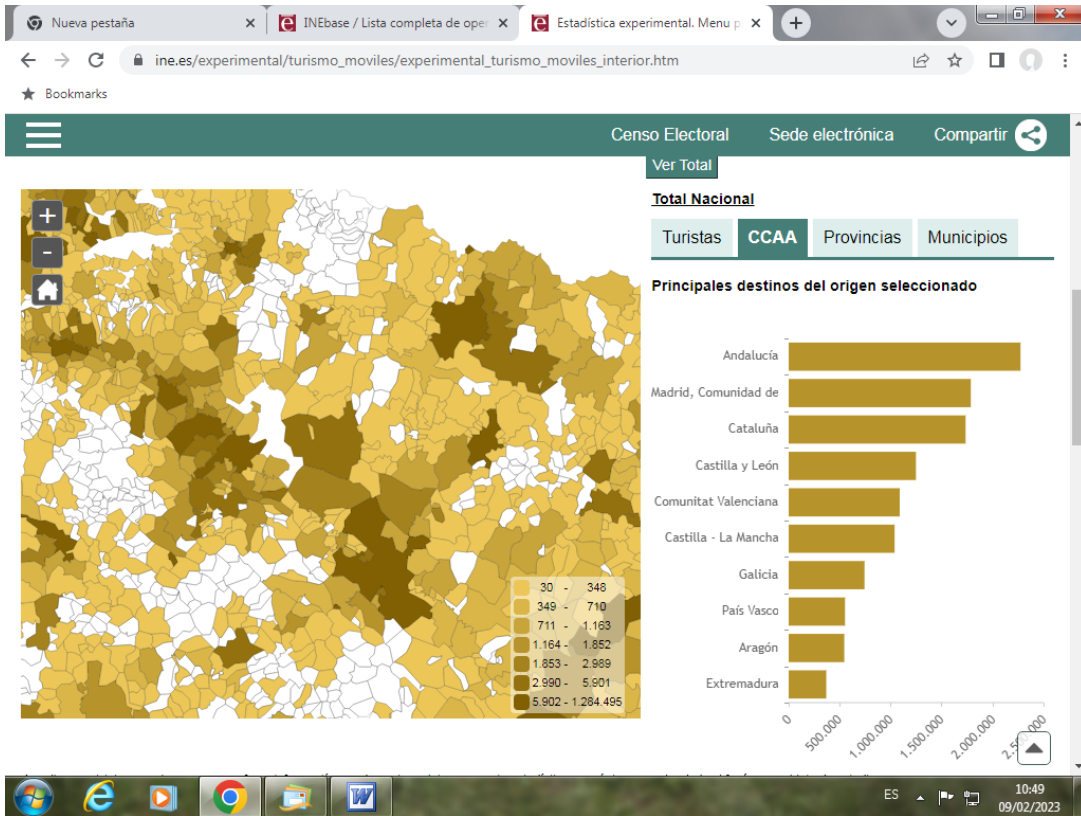 Nueva pestaña
INEbase / Lista completa de oper
Estadística experimental. Menu p
ine.es/experimental/turismo_moviles/experimental_turismo_moviles_interior.htm
Bookmarks
Censo Electoral Sede electrónica Compartir
Ver Total
Total Nacional
Turistas CCAA Provincias Municipios
Principales destinos del origen seleccionado
+
-
Andalucía
Madrid, Comunidad de
Cataluña
Castilla y León
Comunitat Valenciana
Castilla - La Mancha
Galicia
País Vasco
Aragón
Extremadura
0 500.000 1.000.000 1.500.000 2.000.000
30 - 348
349 - 710
711 - 1.163
1.164 - 1.852
1.853 - 2.989
2.990 - 5.901
5.902 - 1.284.495
ES
10:49
09/02/2023